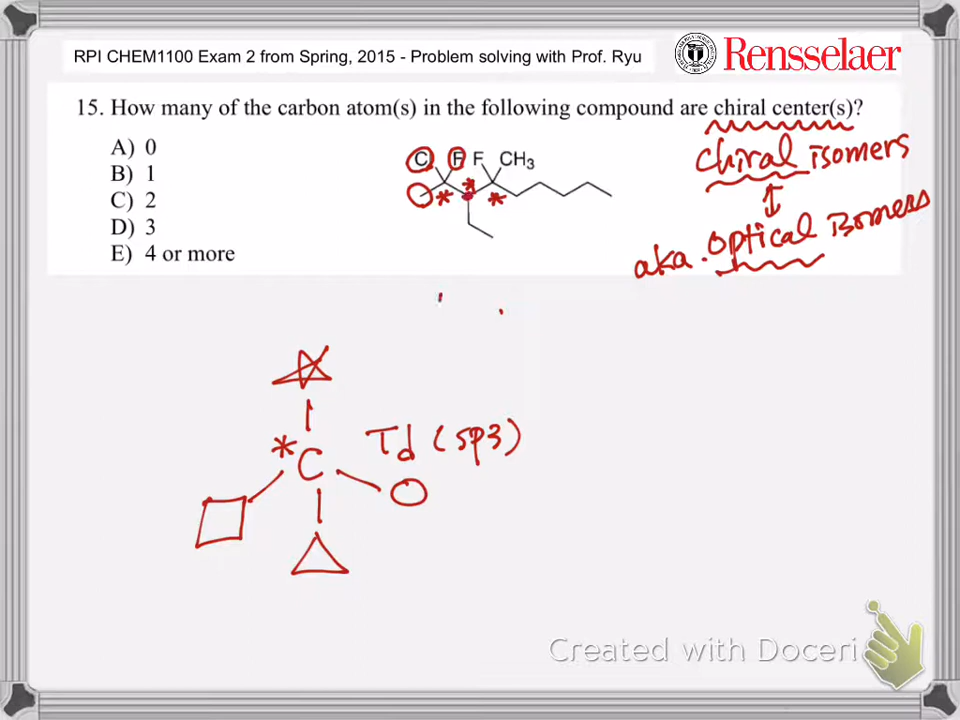 RPI CHEM1100 Exam 2 from Spring, 2015 - Problem solving with Prof. Ryu
Rensselaer
15. How many of the carbon atom(s) in the following compound are chiral center(s)?
A) 0
B) 1
C) 2
D) 3
E) 4 or more
C F F CH3
* * *
chiral isomers
aka. optical Isomers
* C
Td (sp3)
Created with Doceri